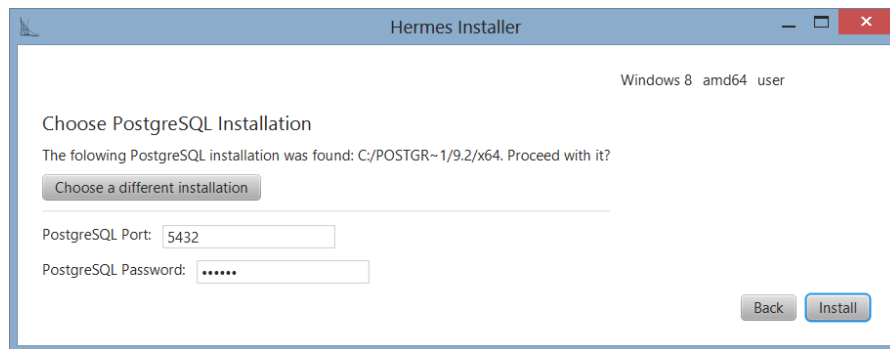 Hermes Installer
Windows 8 amd64 user
Choose PostgreSQL Installation
The folowing PostgreSQL installation was found: C:/POSTGR~1/9.2/x64. Proceed with it?
Choose a different installation
PostgreSQL Port: 5432
PostgreSQL Password: ••••••
Back Install